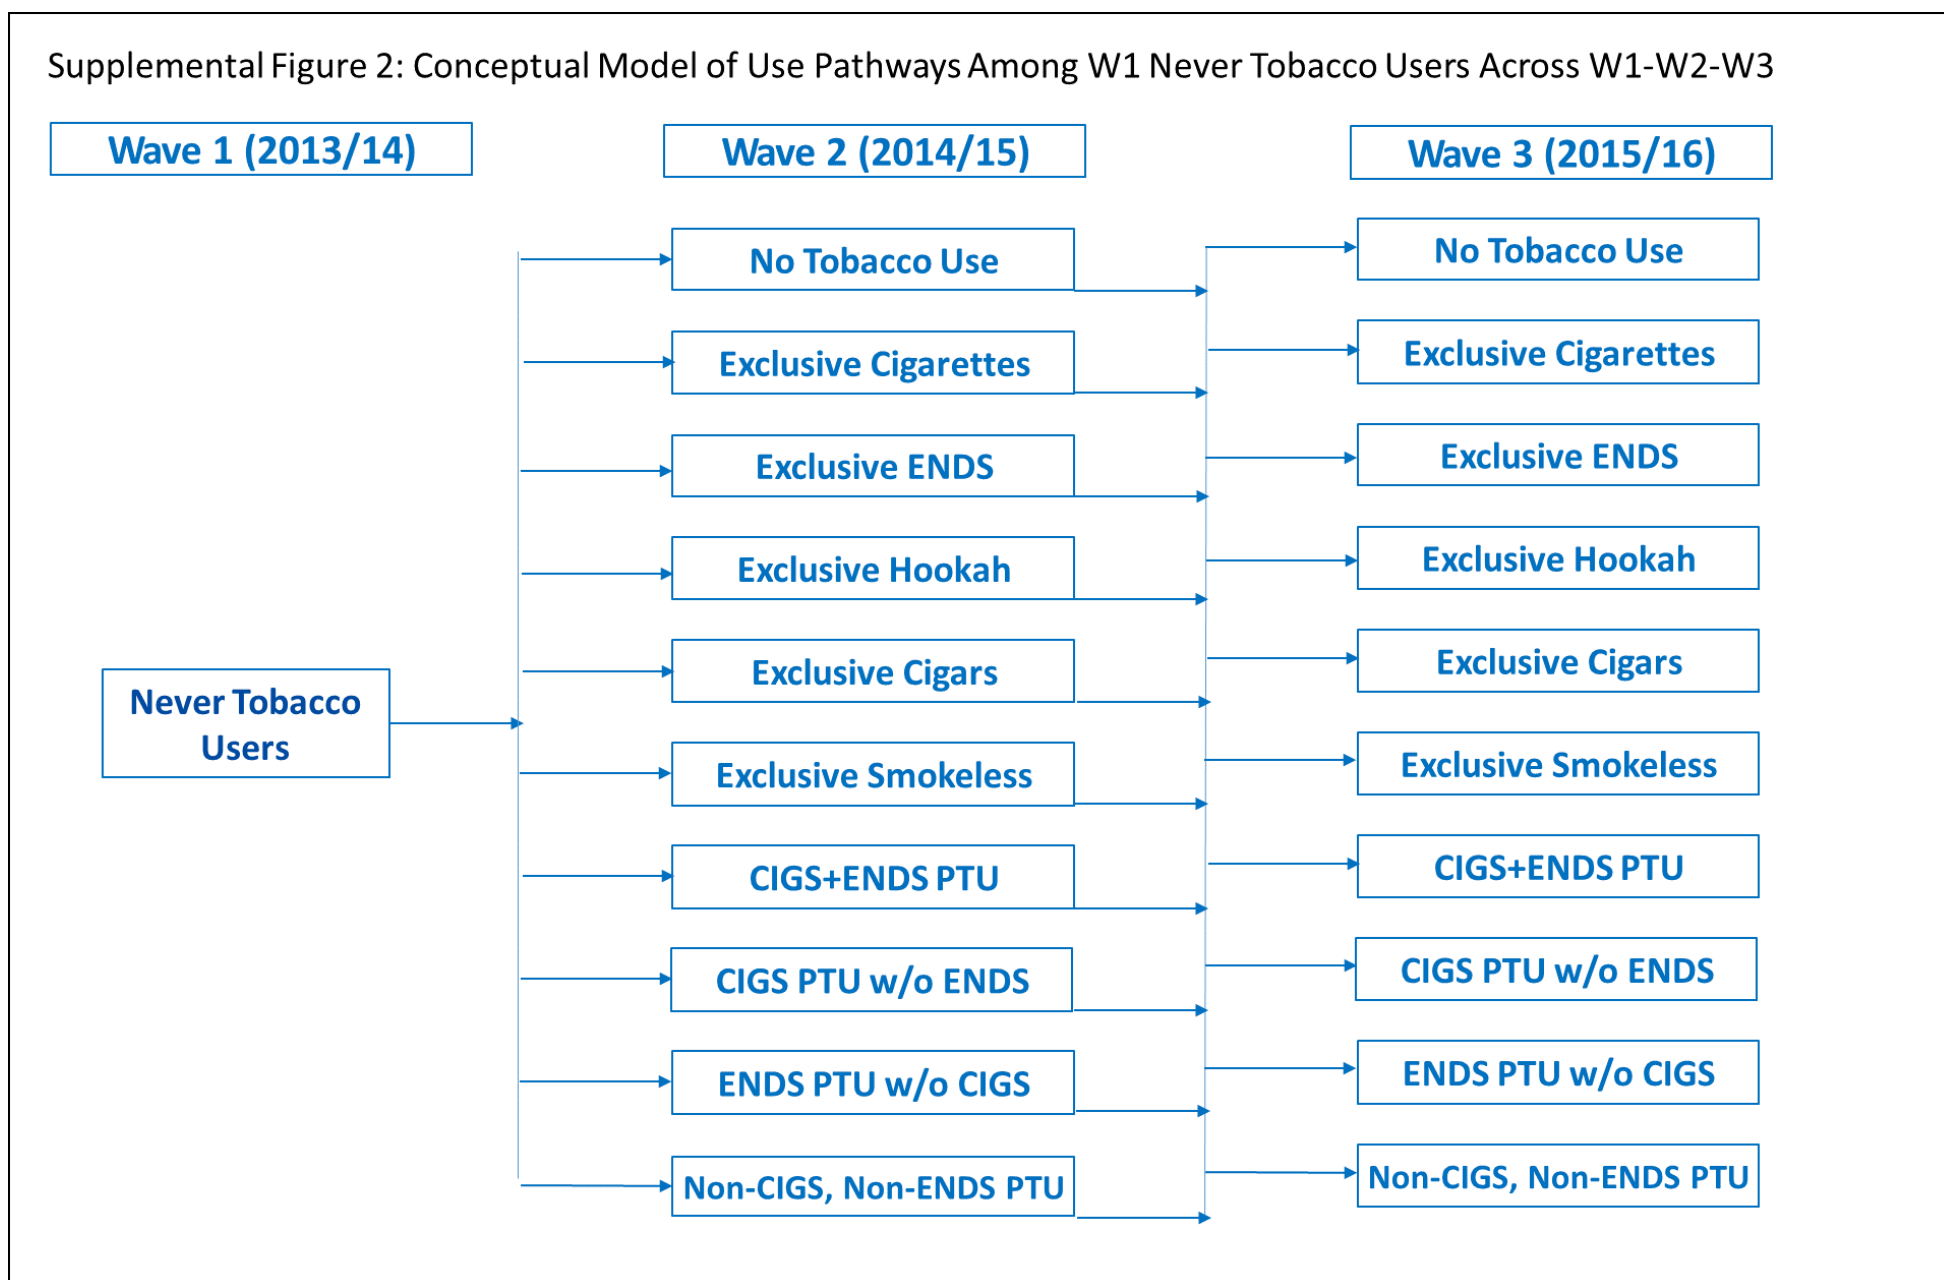 Supplemental Figure 2: Conceptual Model of Use Pathways Among W1 Never Tobacco Users Across W1-W2-W3
Wave 1 (2013/14)
Wave 2 (2014/15)
Wave 3 (2015/16)
Never Tobacco
Users
No Tobacco Use
Exclusive Cigarettes
Exclusive ENDS
Exclusive Hookah
Exclusive Cigars
Exclusive Smokeless
CIGS+ENDS PTU
CIGS PTU w/o ENDS
ENDS PTU w/o CIGS
Non-CIGS, Non-ENDS PTU
No Tobacco Use
Exclusive Cigarettes
Exclusive ENDS
Exclusive Hookah
Exclusive Cigars
Exclusive Smokeless
CIGS+ENDS PTU
CIGS PTU w/o ENDS
ENDS PTU w/o CIGS
Non-CIGS, Non-ENDS PTU